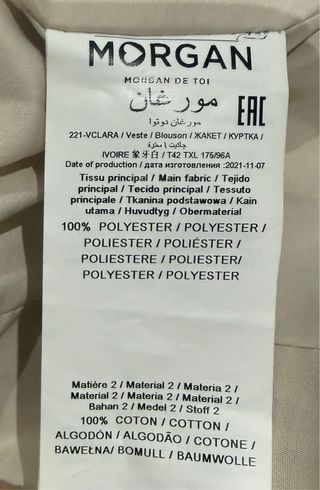 MORGAN
MORGAN DE TOI
مورغان
مورغان دوتوا
EAC
221-VCLARA / Veste / Blouson / ЖАКЕТ / КУРТКА /
جاكيت \ سترة
IVOIRE 象牙白 / T42 TXL 175/96A
Date of production / дата изготовления :2021-11-07
Tissu principal / Main fabric / Tejido
principal / Tecido principal / Tessuto
principale / Tkanina podstawowa / Kain
utama / Huvudtyg / Obermaterial
100% POLYESTER / POLYESTER /
POLIESTER / POLIÉSTER /
POLIESTERE / POLIESTER/
POLYESTER / POLYESTER
Matière 2 / Material 2 / Materia 2 /
Material 2 / Materia 2 / Materiał 2 /
Bahan 2 / Medel 2 / Stoff 2
100% COTON / COTTON /
ALGODÓN / ALGODÃO / COTONE /
BAWEŁNA/ BOMULL / BAUMWOLLE